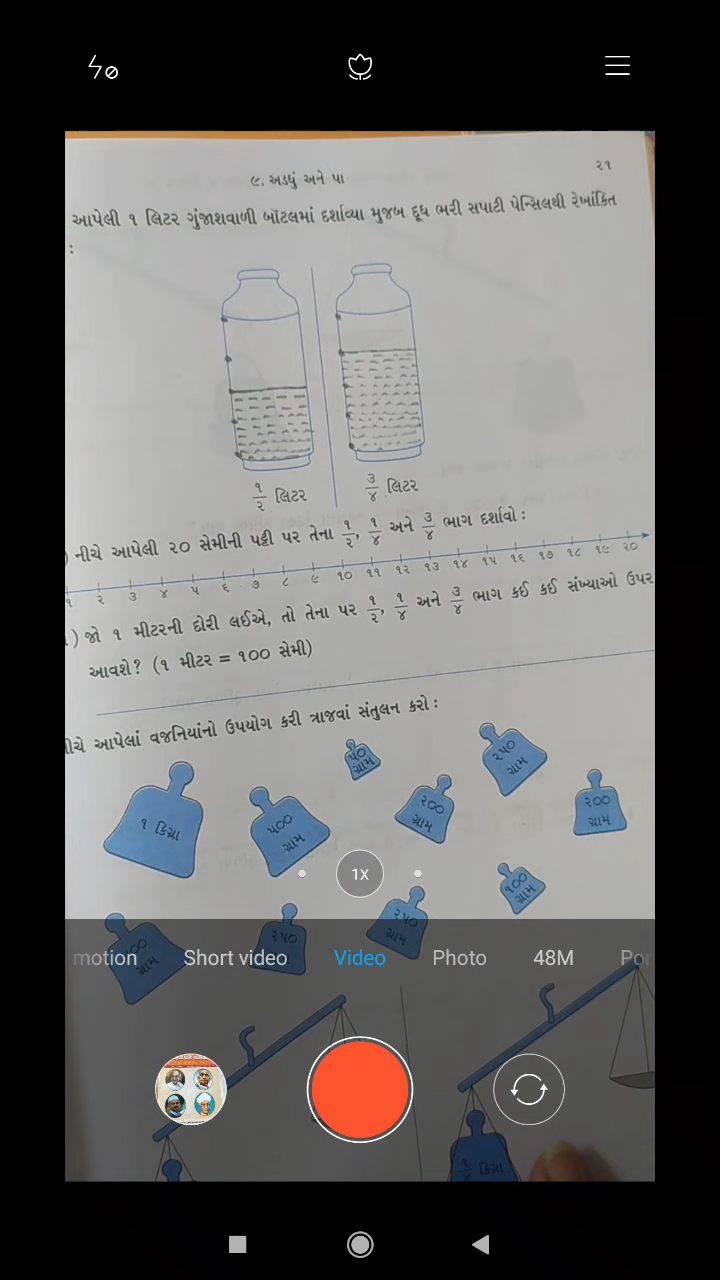 ૯. અડધું અને પા
૨૧
આપેલી ૧ લિટર ગુંજાશવાળી બૉટલમાં દર્શાવ્યા મુજબ દૂધ ભરી સપાટી પેન્સિલથી રેખાંકિત
:
૧/૨ લિટર
૩/૪ લિટર
) નીચે આપેલી ૨૦ સેમીની પટ્ટી પર તેના ૧/૨, ૧/૪ અને ૩/૪ ભાગ દર્શાવો :
૧ ૨ ૩ ૪ ૫ ૬ ૭ ૮ ૯ ૧૦ ૧૧ ૧૨ ૧૩ ૧૪ ૧૫ ૧૬ ૧૭ ૧૮ ૧૯ ૨૦
) જો ૧ મીટરની દોરી લઈએ, તો તેના પર ૧/૨, ૧/૪ અને ૩/૪ ભાગ કઈ કઈ સંખ્યાઓ ઉપર
આવશે? (૧ મીટર = ૧૦૦ સેમી)
ીચે આપેલાં વજનિયાંનો ઉપયોગ કરી ત્રાજવાં સંતુલન કરો :
૫૦ ગ્રામ
૨૫૦ ગ્રામ
૧ કિગ્રા
૫૦૦ ગ્રામ
૨૦૦ ગ્રામ
૨૦૦ ગ્રામ
૧૦૦ ગ્રામ
1X
ગ્રામ
૨૫૦
૨૫૦ ગ્રામ
motion Short video Video Photo 48M Por
કિગ્રા